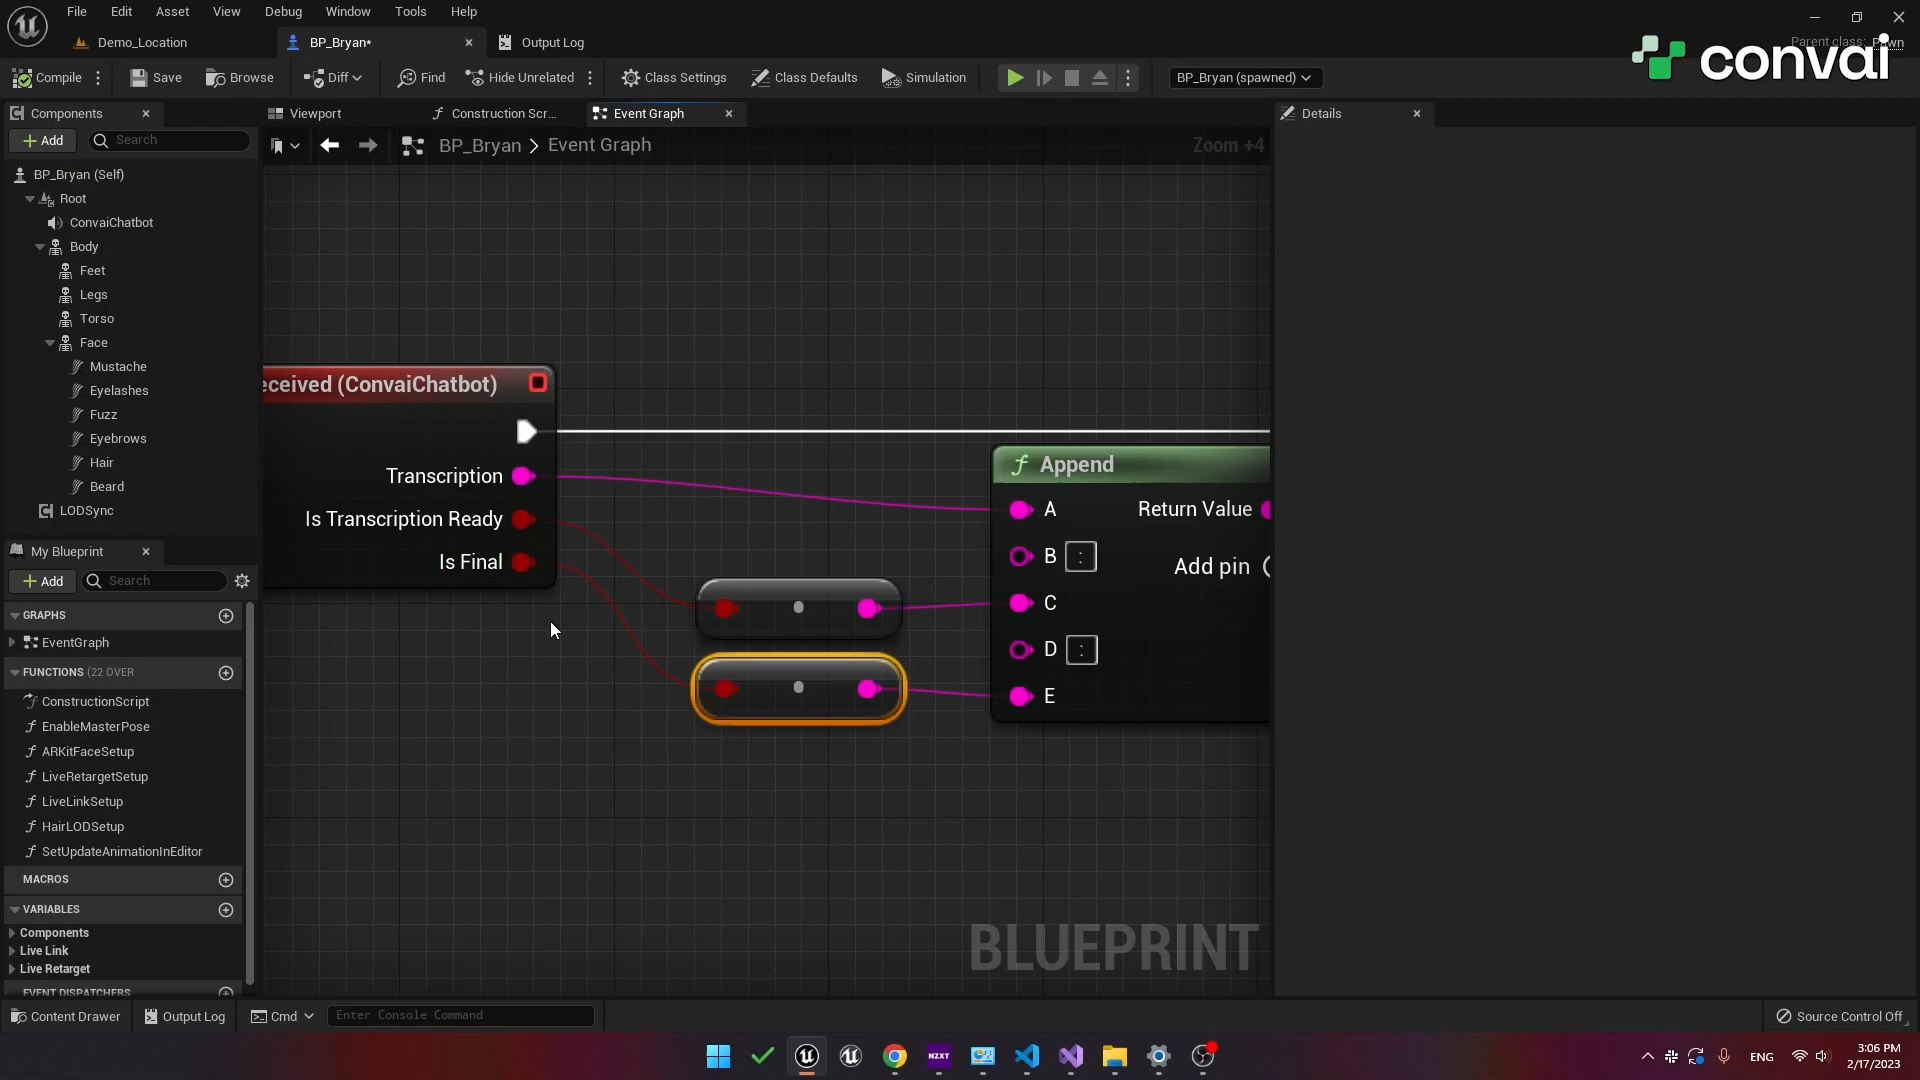 File Edit Asset View Debug Window Tools Help
Demo_Location BP_Bryan* Output Log
Parent class: Pawn
convai
Compile Save Browse Diff Find Hide Unrelated Class Settings Class Defaults Simulation BP_Bryan (spawned)
Components Viewport Construction Scr... Event Graph Details
Add Search
BP_Bryan > Event Graph Zoom +4
BP_Bryan (Self)
Root
ConvaiChatbot
Body
Feet
Legs
Torso
Face
Mustache
Eyelashes
Fuzz
Eyebrows
Hair
Beard
LODSync
eceived (ConvaiChatbot)
Transcription
Is Transcription Ready
Is Final
Append
A Return Value
B : Add pin
C
D :
E
My Blueprint
Add Search
GRAPHS
EventGraph
FUNCTIONS (22 OVER
ConstructionScript
EnableMasterPose
ARKitFaceSetup
LiveRetargetSetup
LiveLinkSetup
HairLODSetup
SetUpdateAnimationInEditor
MACROS
VARIABLES
Components
Live Link
Live Retarget
EVENT DISPATCHERS
BLUEPRINT
Content Drawer Output Log Cmd Enter Console Command Source Control Off
NZXT
ENG
3:06 PM
2/17/2023